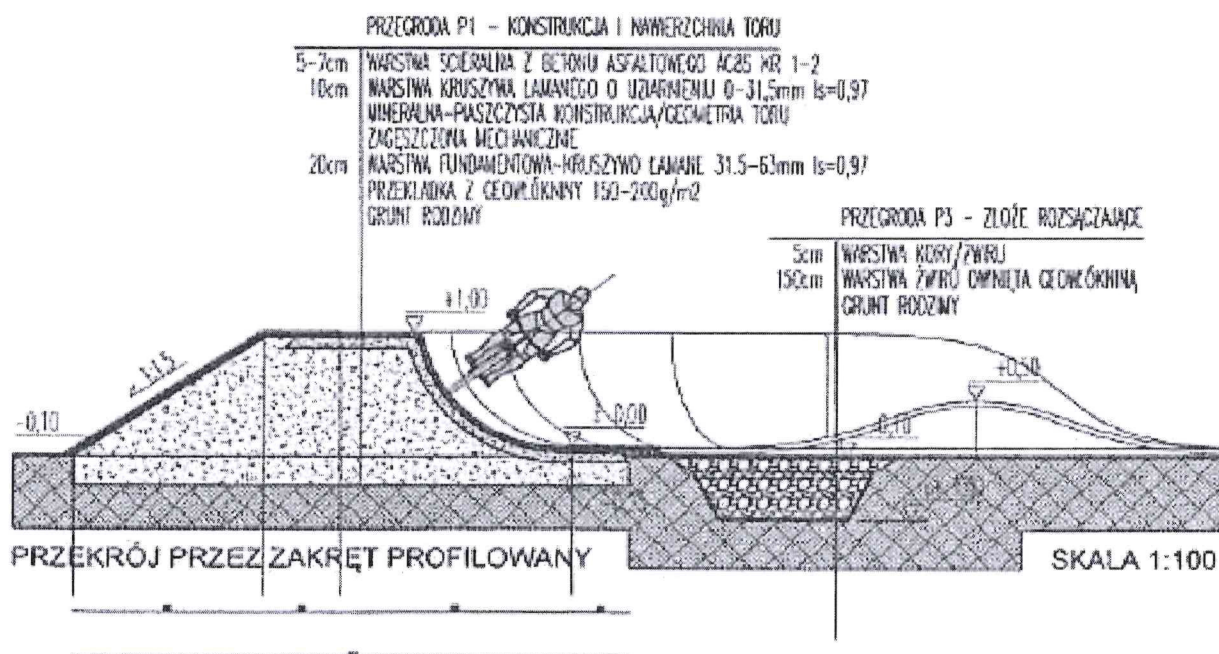 PRZEGRODA P1 - KONSTRUKCJA I NAWIERZCHNIA TORU
5-7cm WARSTWA ŚCIERALNA Z BETONU ASFALTOWEGO AC85 KR 1-2
10cm WARSTWA KRUSZYWA ŁAMANEGO O UZIARNIENIU 0-31,5mm Is=0,97
MINERALNA-PIASZCZYSTA KONSTRUKCJA/GEOMETRIA TORU
ZAGĘSZCZONA MECHANICZNIE
20cm WARSTWA FUNDAMENTOWA-KRUSZYWO ŁAMANE 31.5-63mm Is=0,97
PRZEKŁADKA Z GEOWŁÓKNINY 150-200g/m2
GRUNT RODZIMY
PRZEGRODA P3 - ZŁOŻE ROZSĄCZAJĄCE
5cm WARSTWA KORY/ŻWIRU
150cm WARSTWA ŻWIRU OWINIĘTA GEOWŁÓKNINĄ
GRUNT RODZIMY
+1,00
1:1,5
+0,50
-0,10
-0,10
PRZEKRÓJ PRZEZ ZAKRĘT PROFILOWANY
SKALA 1:100